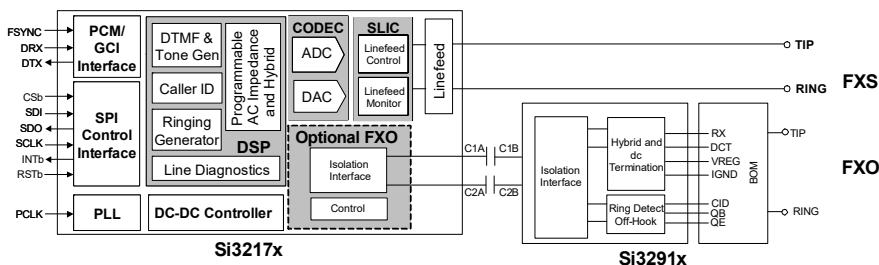 FSYNC
DRX
DTX
PCM/
GCI
Interface
CSb
SDI
SDO
SCLK
INTb
RSTb
SPI
Control
Interface
PCLK
PLL
DTMF &
Tone Gen
Caller ID
Ringing
Generator
Programmable
AC Impedance
and Hybrid
DSP
Line Diagnostics
DC-DC Controller
CODEC
ADC
DAC
SLIC
Linefeed
Control
Linefeed
Monitor
Linefeed
Optional FXO
Isolation
Interface
Control
Si3217x
TIP
RING
FXS
C1A
C1B
C2A
C2B
Isolation
Interface
Hybrid and
dc
Termination
Ring Detect
Off-Hook
RX
DCT
VREG
IGND
CID
QB
QE
BOM
TIP
RING
FXO
Si3291x